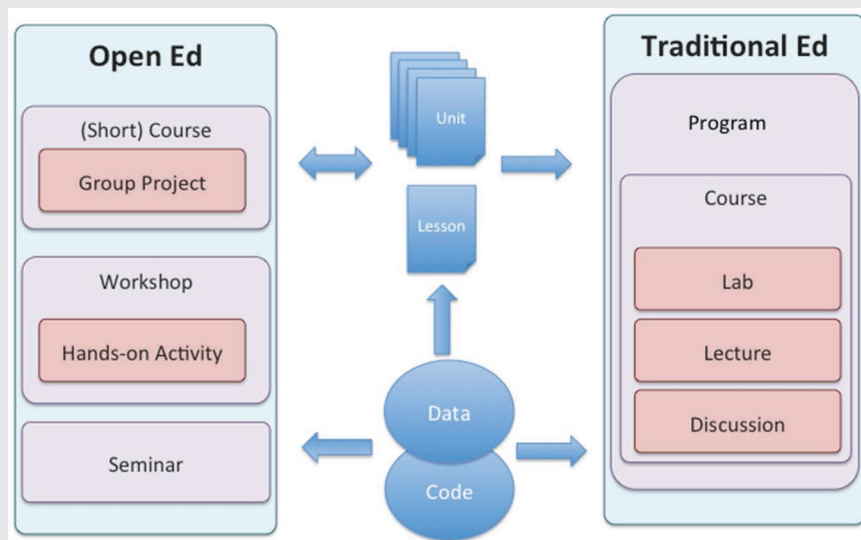 Open Ed
(Short) Course
Group Project
Workshop
Hands-on Activity
Seminar
Unit
Lesson
Data
Code
Traditional Ed
Program
Course
Lab
Lecture
Discussion